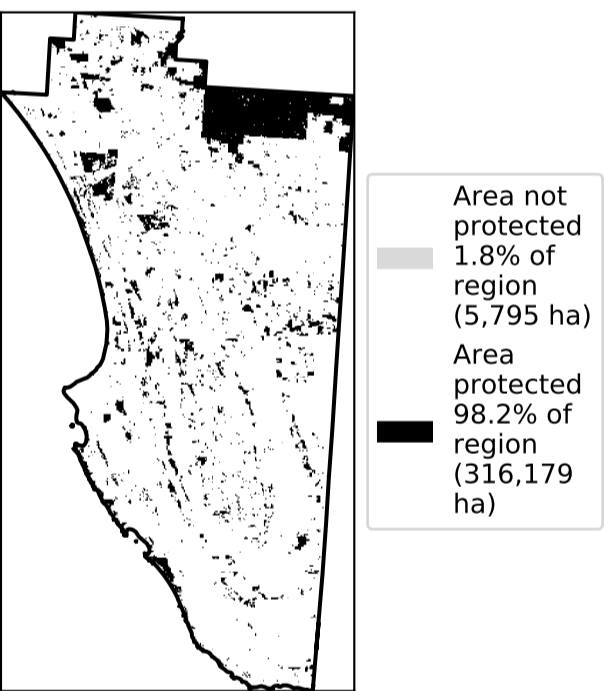 Area not
protected
1.8% of
region
(5,795 ha)
Area
protected
98.2% of
region
(316,179
ha)